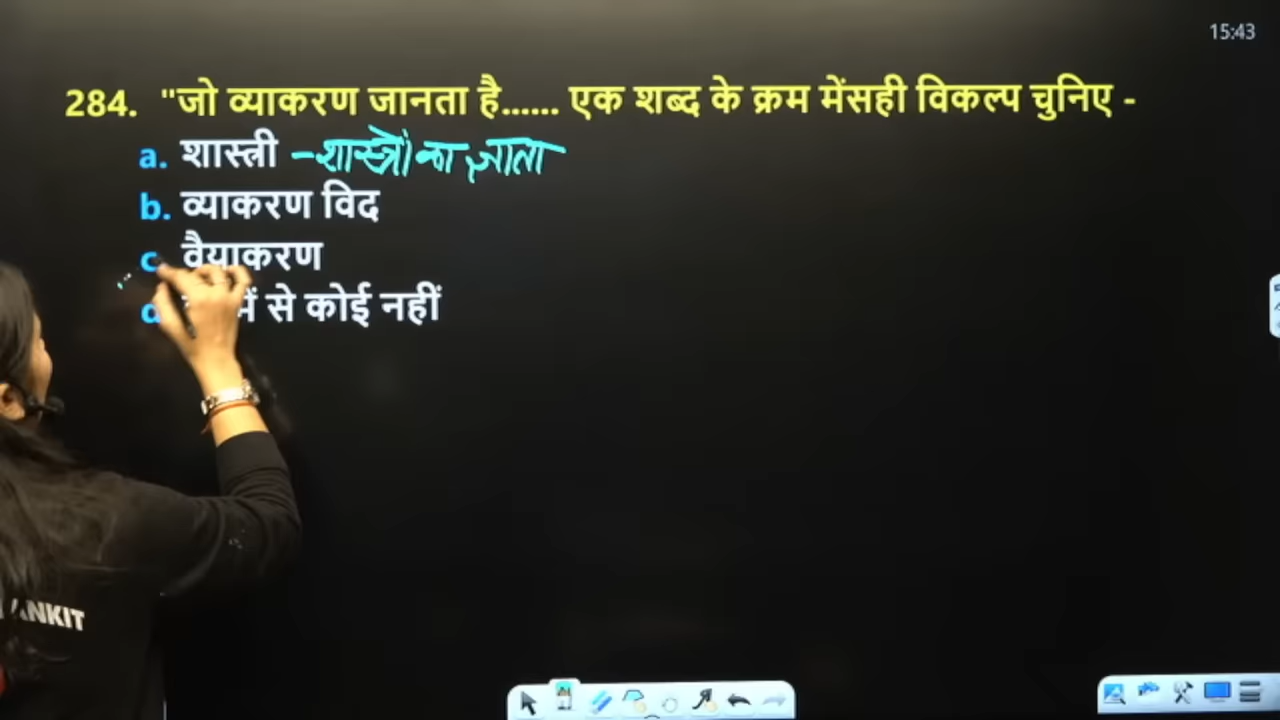 15:43
284. "जो व्याकरण जानता है...... एक शब्द के क्रम मेंसही विकल्प चुनिए -
a. शास्त्री - शास्त्रों का ज्ञाता
b. व्याकरण विद
c. वैयाकरण
d में से कोई नहीं
ANKIT